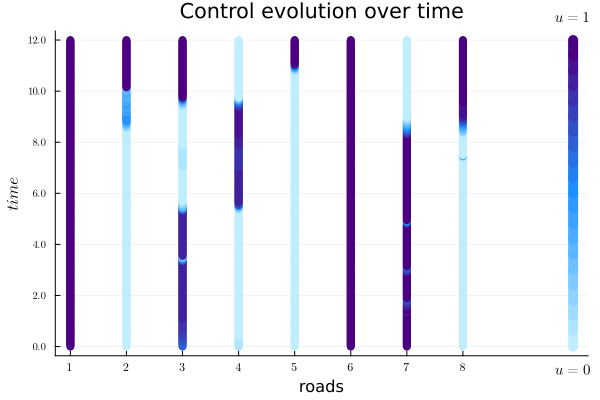 Control evolution over time
u = 1
12.0
10.0
8.0
6.0
4.0
2.0
0.0
time
1 2 3 4 5 6 7 8
u = 0
roads